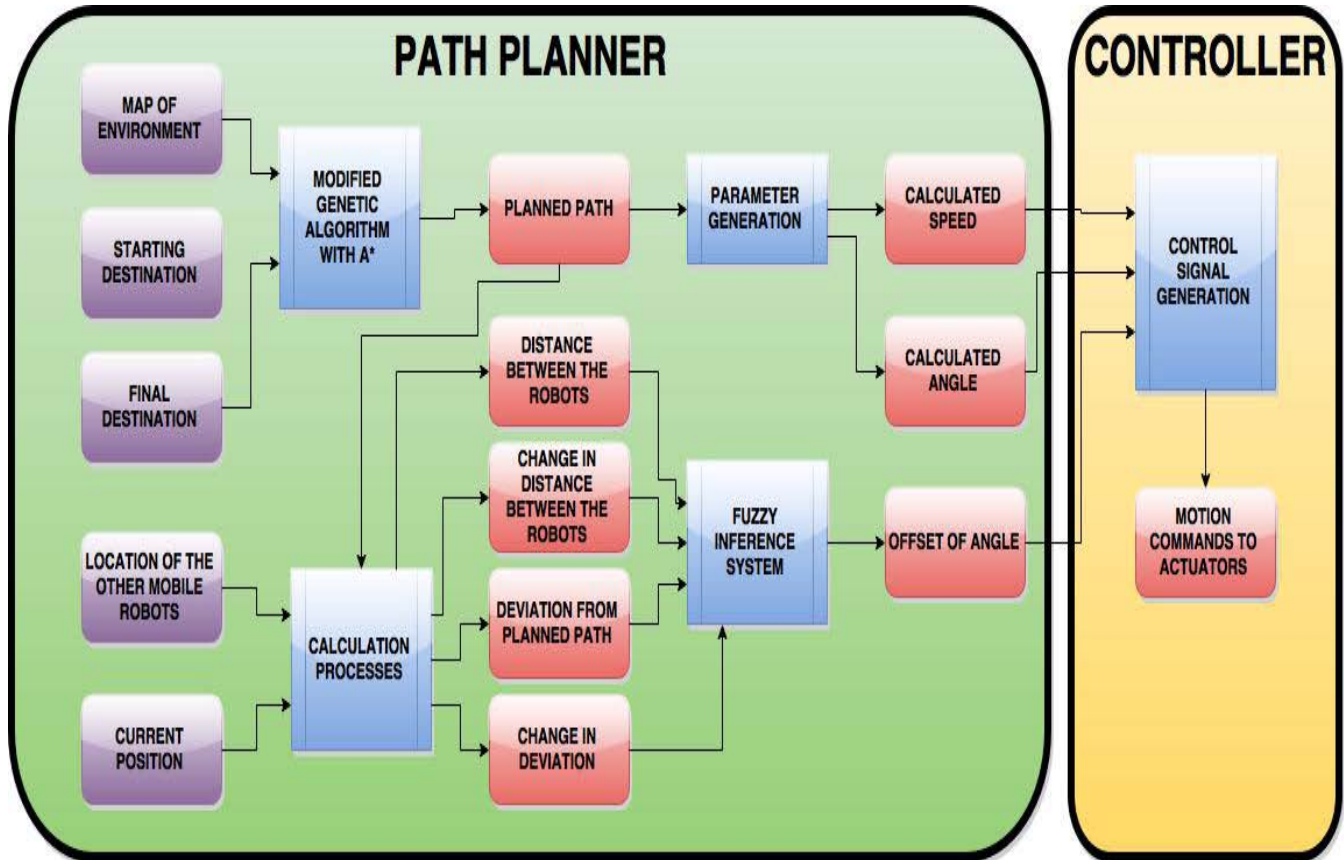 PATH PLANNER
CONTROLLER
MAP OF
ENVIRONMENT
STARTING
DESTINATION
FINAL
DESTINATION
LOCATION OF THE
OTHER MOBILE
ROBOTS
CURRENT
POSITION
MODIFIED
GENETIC
ALGORITHM
WITH A*
CALCULATION
PROCESSES
PLANNED PATH
DISTANCE
BETWEEN THE
ROBOTS
CHANGE IN
DISTANCE
BETWEEN THE
ROBOTS
DEVIATION FROM
PLANNED PATH
CHANGE IN
DEVIATION
PARAMETER
GENERATION
FUZZY
INFERENCE
SYSTEM
CALCULATED
SPEED
CALCULATED
ANGLE
OFFSET OF ANGLE
CONTROL
SIGNAL
GENERATION
MOTION
COMMANDS TO
ACTUATORS